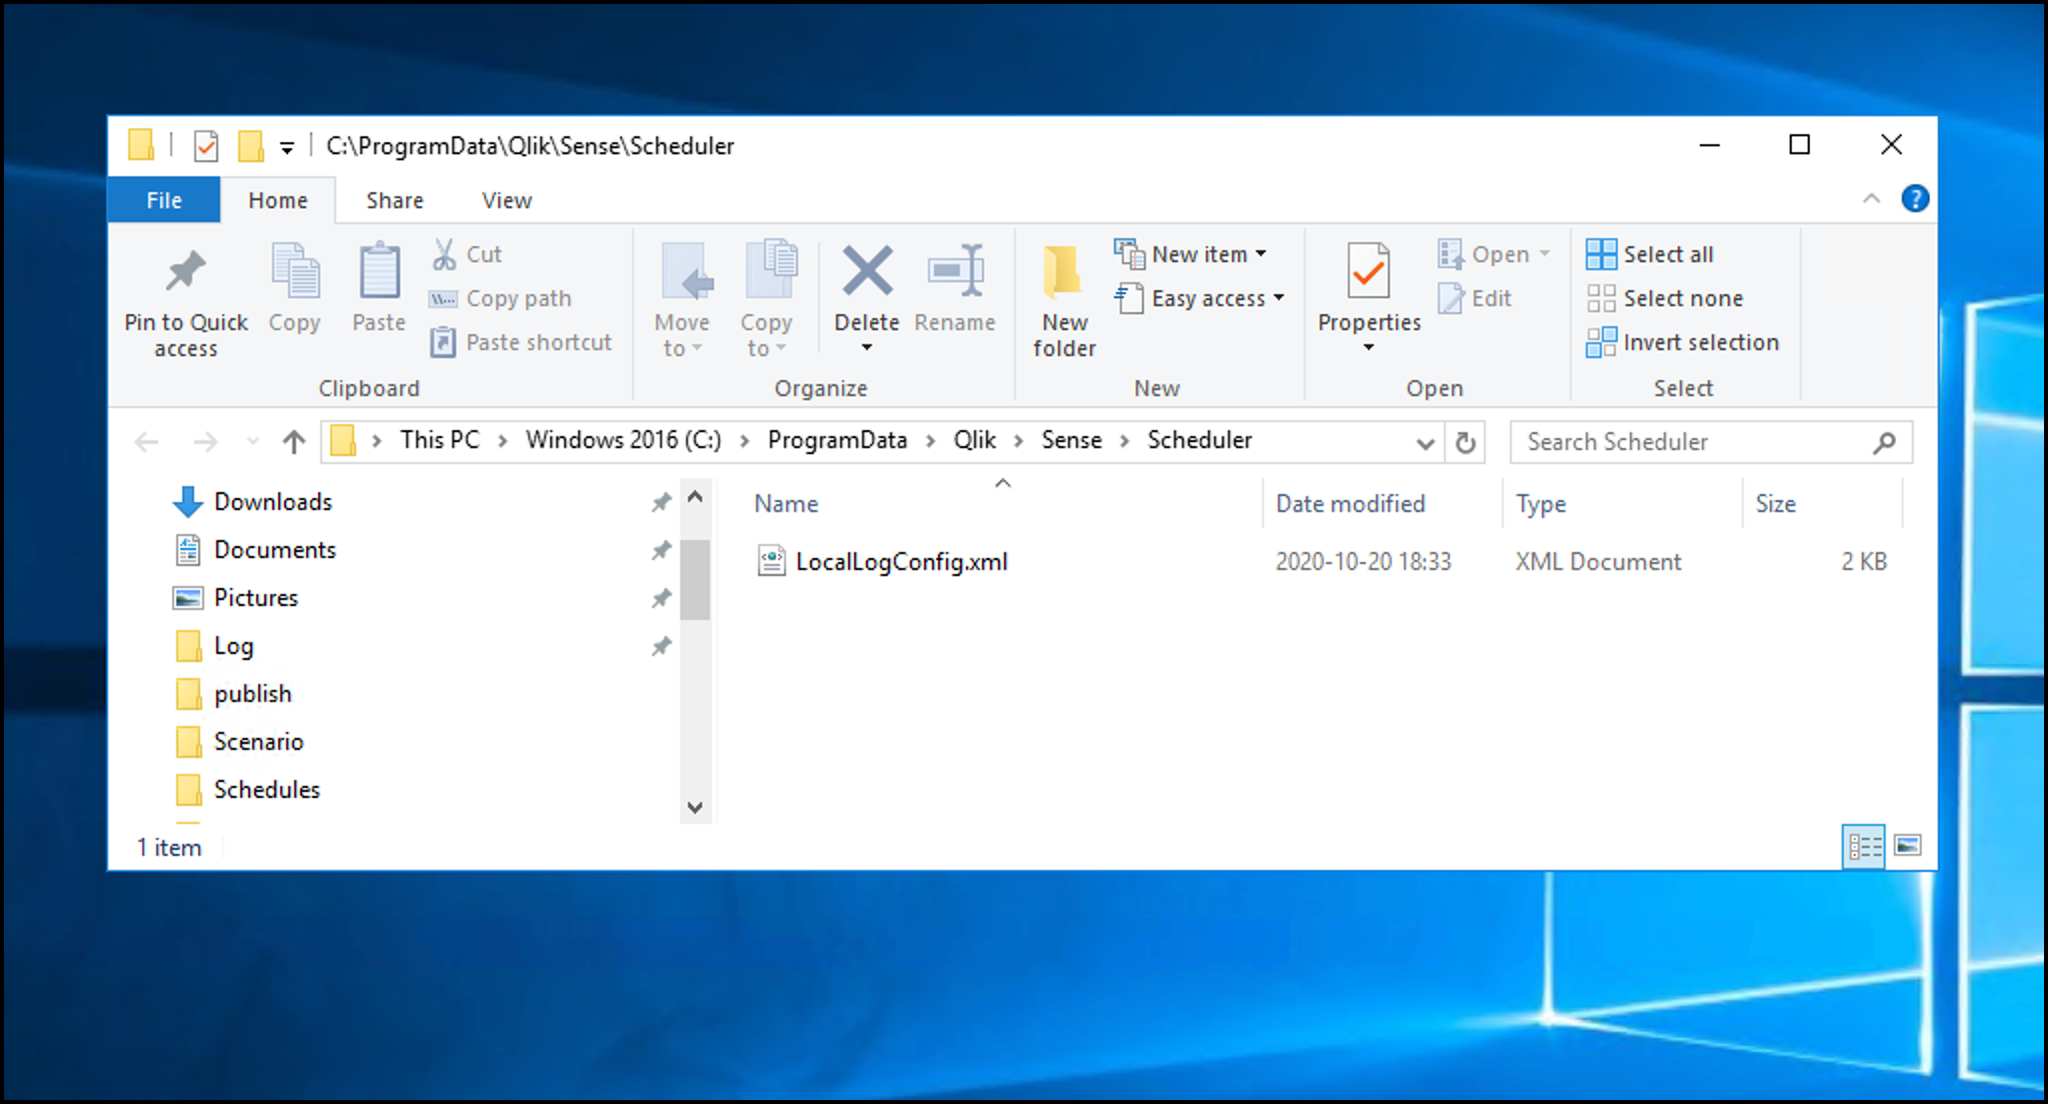 C:\ProgramData\Qlik\Sense\Scheduler
File Home Share View
Pin to Quick access
Copy
Paste
Cut
Copy path
Paste shortcut
Clipboard
Move to
Copy to
Delete
Rename
Organize
New folder
New item
Easy access
New
Properties
Open
Edit
Open
Select all
Select none
Invert selection
Select
This PC > Windows 2016 (C:) > ProgramData > Qlik > Sense > Scheduler
Search Scheduler
Downloads
Documents
Pictures
Log
publish
Scenario
Schedules
Name Date modified Type Size
LocalLogConfig.xml 2020-10-20 18:33 XML Document 2 KB
1 item